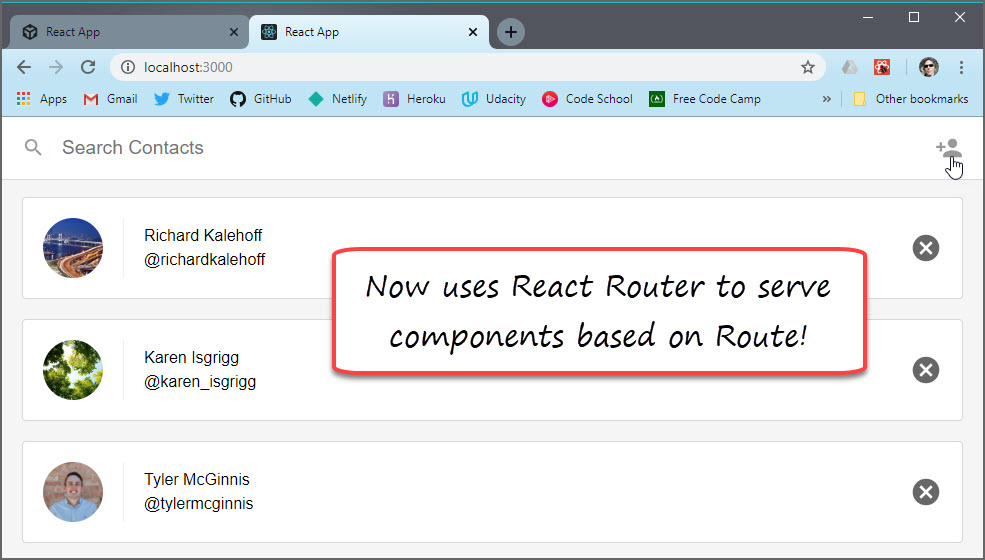 React App
React App
localhost:3000
Apps Gmail Twitter GitHub Netlify Heroku Udacity Code School Free Code Camp » Other bookmarks
Search Contacts
Richard Kalehoff
@richardkalehoff
Now uses React Router to serve
components based on Route!
Karen Isgrigg
@karen_isgrigg
Tyler McGinnis
@tylermcginnis